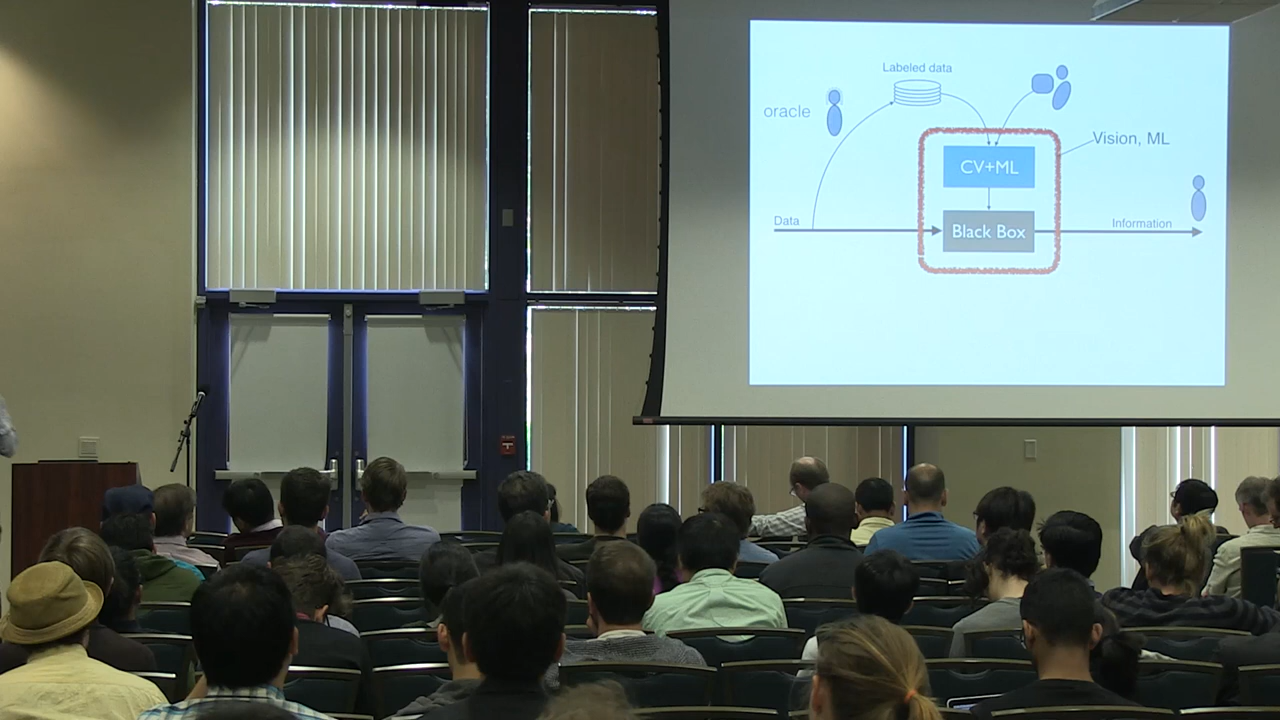 Labeled data
oracle
Vision, ML
CV+ML
Data
Black Box
Information